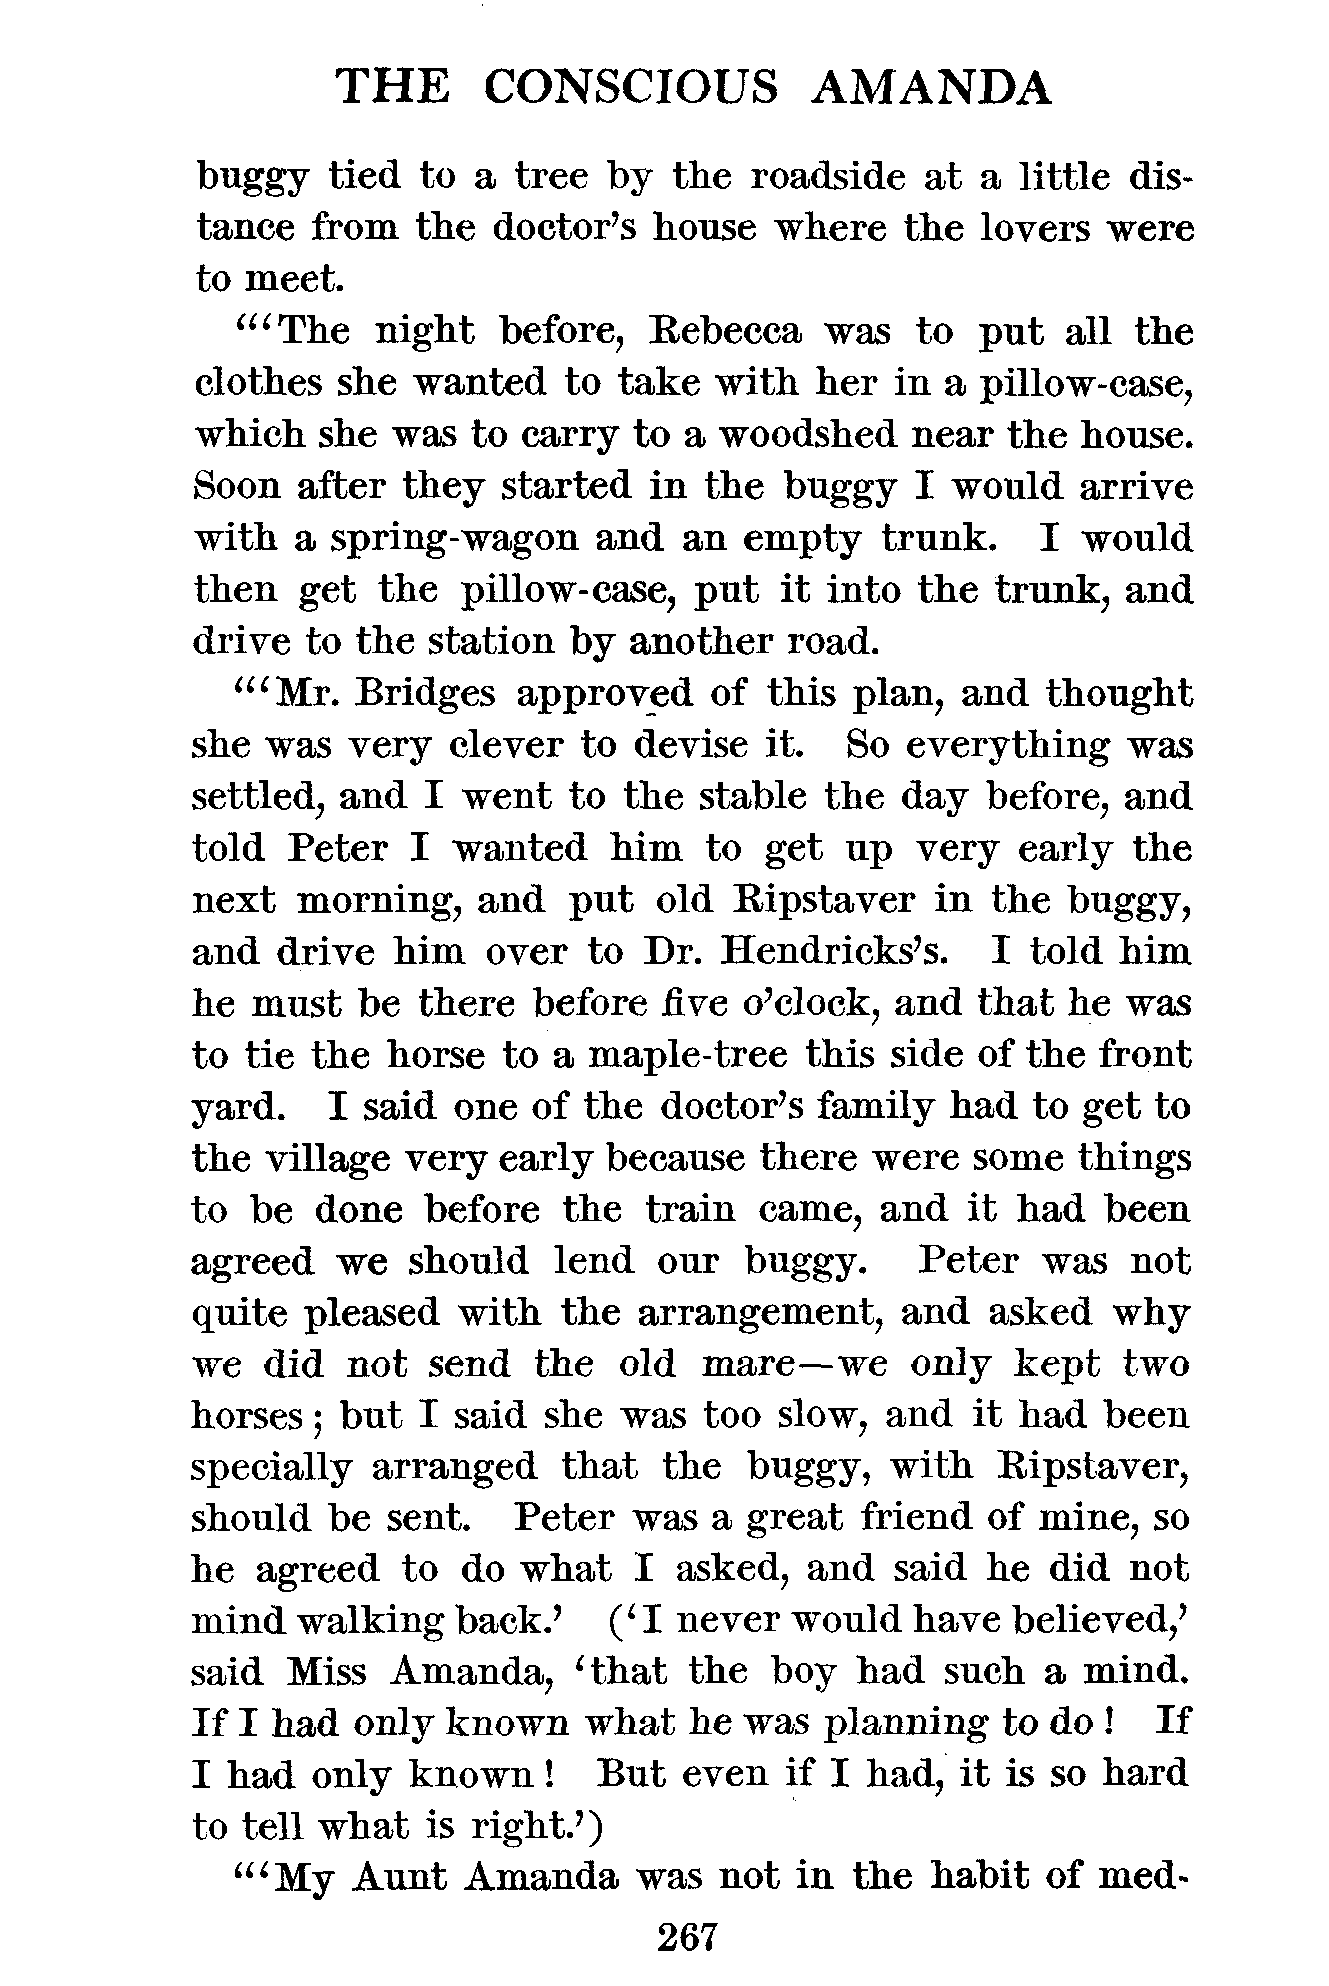 THE CONSCIOUS AMANDA
buggy tied to a tree by the roadside at a little dis-
tance from the doctor's house where the lovers were
to meet.
"'The night before, Rebecca was to put all the
clothes she wanted to take with her in a pillow-case,
which she was to carry to a woodshed near the house.
Soon after they started in the buggy I would arrive
with a spring-wagon and an empty trunk. I would
then get the pillow-case, put it into the trunk, and
drive to the station by another road.
"'Mr. Bridges approved of this plan, and thought
she was very clever to devise it. So everything was
settled, and I went to the stable the day before, and
told Peter I wanted him to get up very early the
next morning, and put old Ripstaver in the buggy,
and drive him over to Dr. Hendricks's. I told him
he must be there before five o'clock, and that he was
to tie the horse to a maple-tree this side of the front
yard. I said one of the doctor's family had to get to
the village very early because there were some things
to be done before the train came, and it had been
agreed we should lend our buggy. Peter was not
quite pleased with the arrangement, and asked why
we did not send the old mare—we only kept two
horses; but I said she was too slow, and it had been
specially arranged that the buggy, with Ripstaver,
should be sent. Peter was a great friend of mine, so
he agreed to do what I asked, and said he did not
mind walking back.' ('I never would have believed,'
said Miss Amanda, 'that the boy had such a mind.
If I had only known what he was planning to do! If
I had only known! But even if I had, it is so hard
to tell what is right.')
"'My Aunt Amanda was not in the habit of med-
267